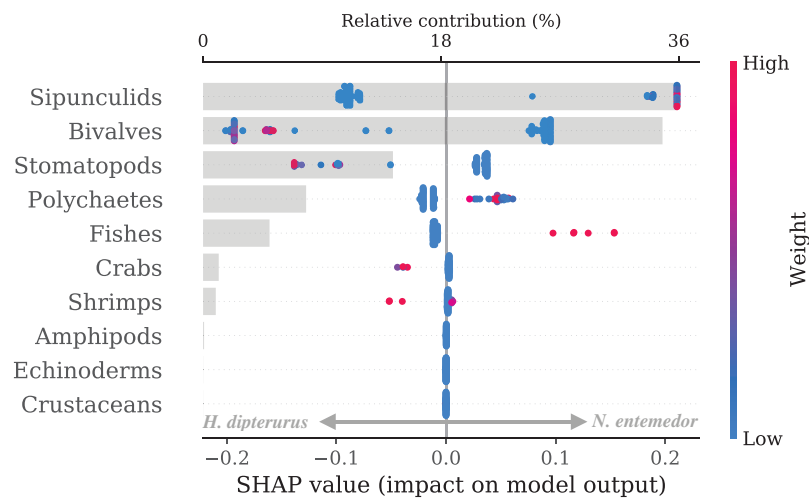 Relative contribution (%)
0 18 36
High
Sipunculids
Bivalves
Stomatopods
Polychaetes
Fishes
Crabs
Shrimps
Amphipods
Echinoderms
Crustaceans
Weight
H. dipterurus N. entemedor
Low
−0.2 −0.1 0.0 0.1 0.2
SHAP value (impact on model output)